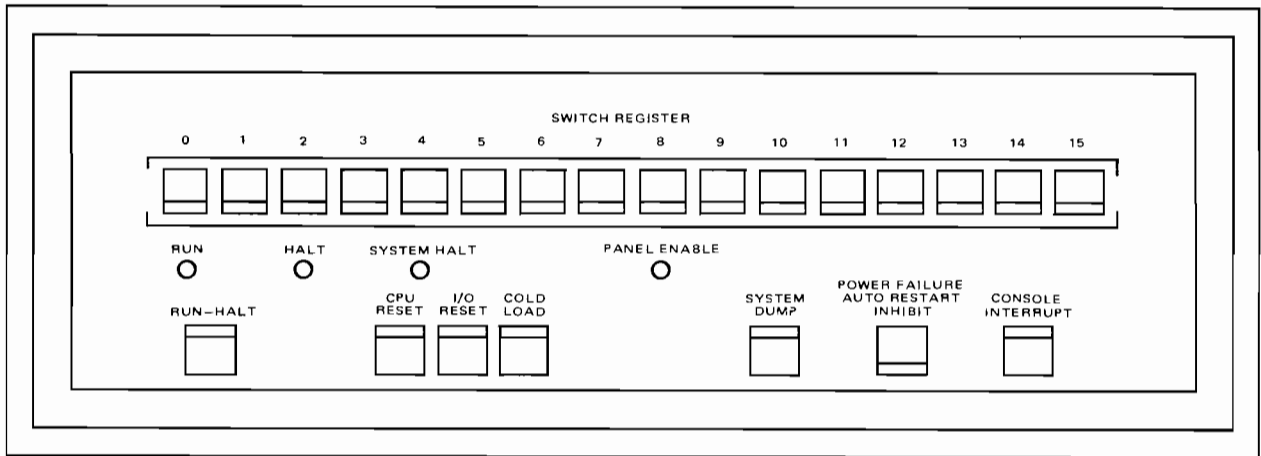 SWITCH REGISTER
0 1 2 3 4 5 6 7 8 9 10 11 12 13 14 15
RUN HALT SYSTEM HALT PANEL ENABLE
RUN-HALT
CPU RESET
I/O RESET
COLD LOAD
SYSTEM DUMP
POWER FAILURE
AUTO RESTART
INHIBIT
CONSOLE
INTERRUPT